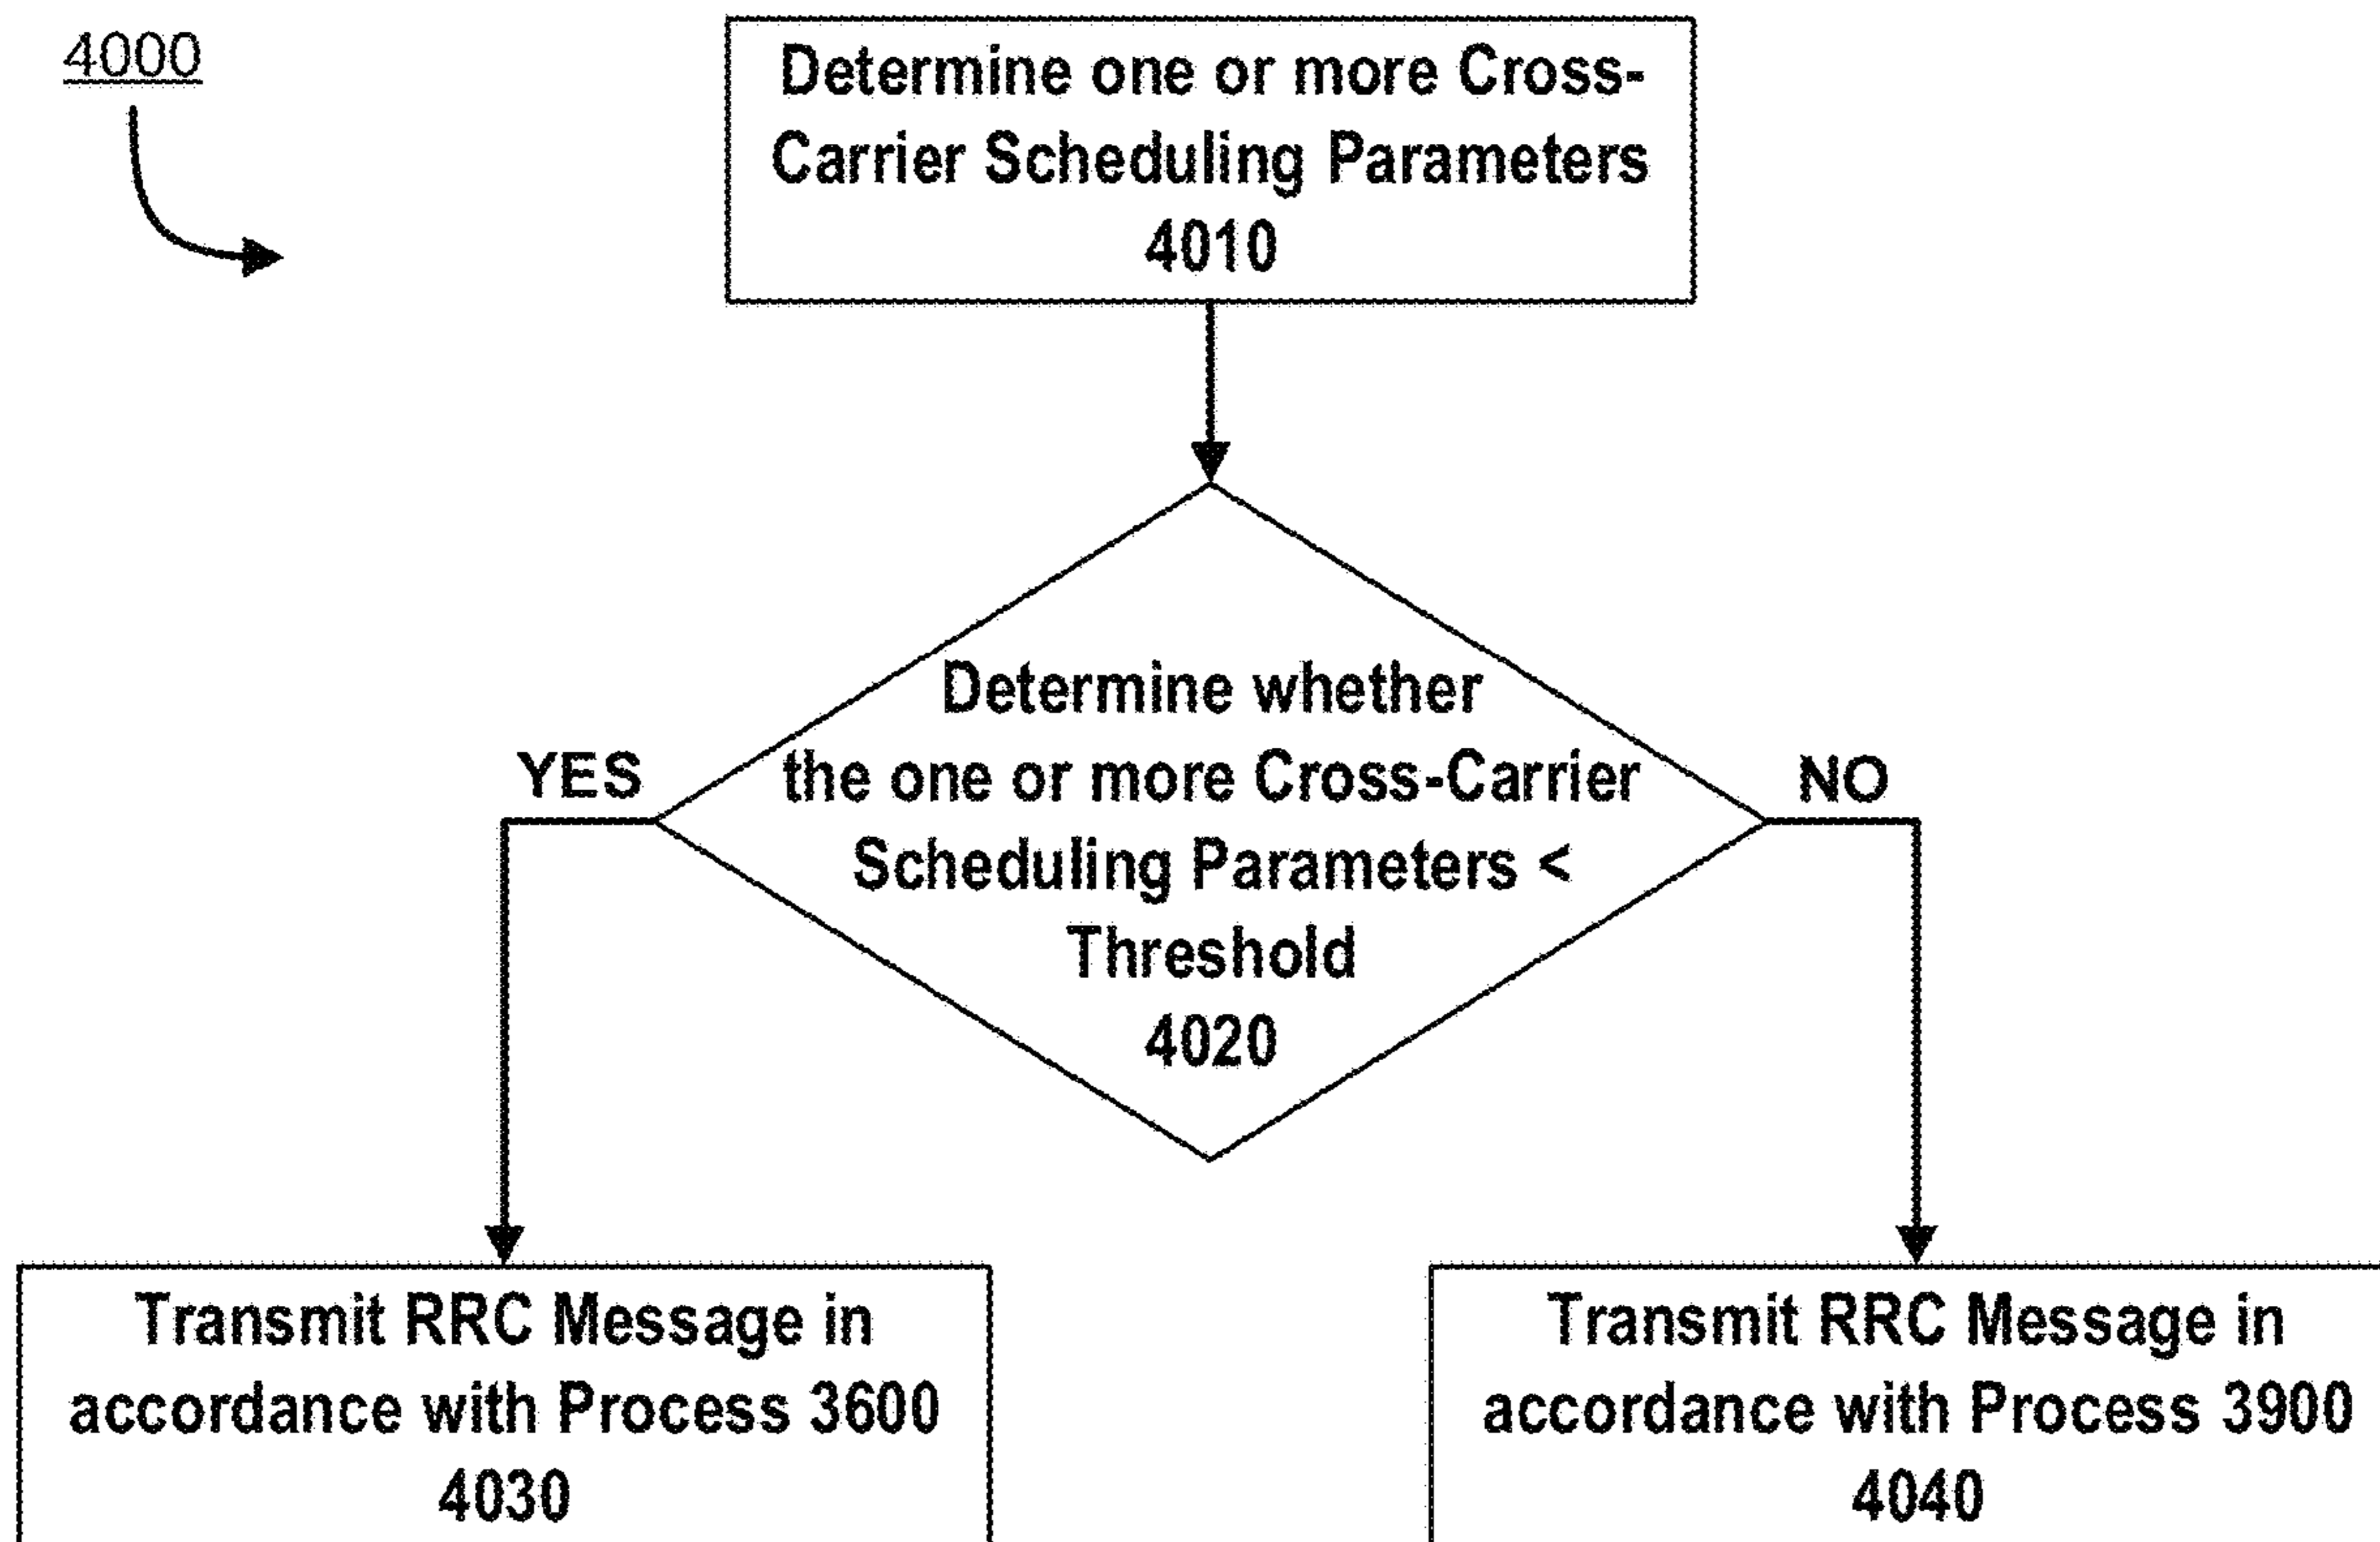 4000
Determine one or more Cross-
Carrier Scheduling Parameters
4010
Determine whether
the one or more Cross-Carrier
Scheduling Parameters <
Threshold
4020
YES
NO
Transmit RRC Message in
accordance with Process 3600
4030
Transmit RRC Message in
accordance with Process 3900
4040